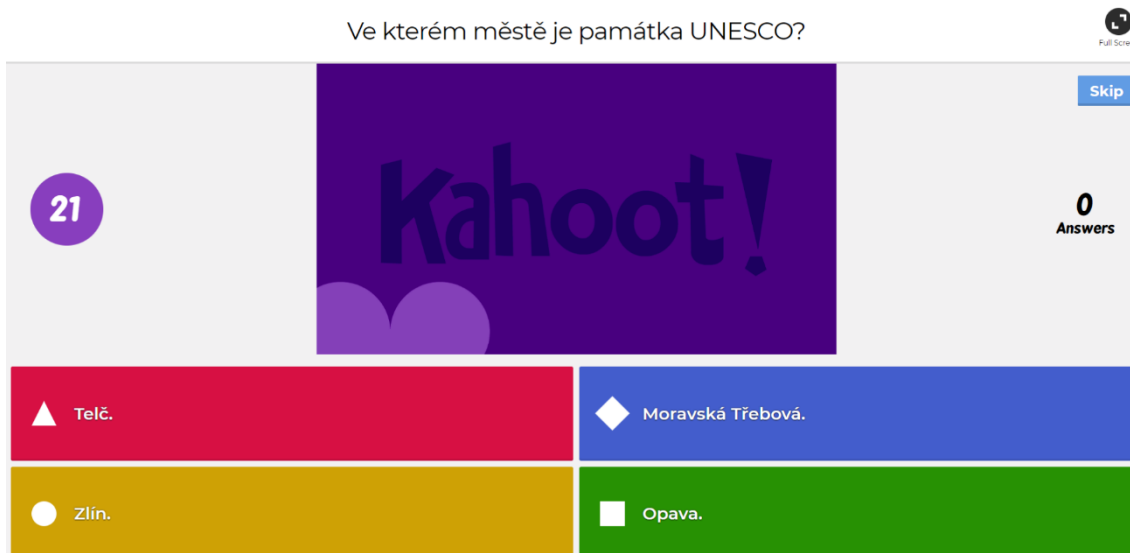 Ve kterém městě je památka UNESCO?
Full Scre
Skip
Kahoot!
21
0
Answers
Telč.
Moravská Třebová.
Zlín.
Opava.